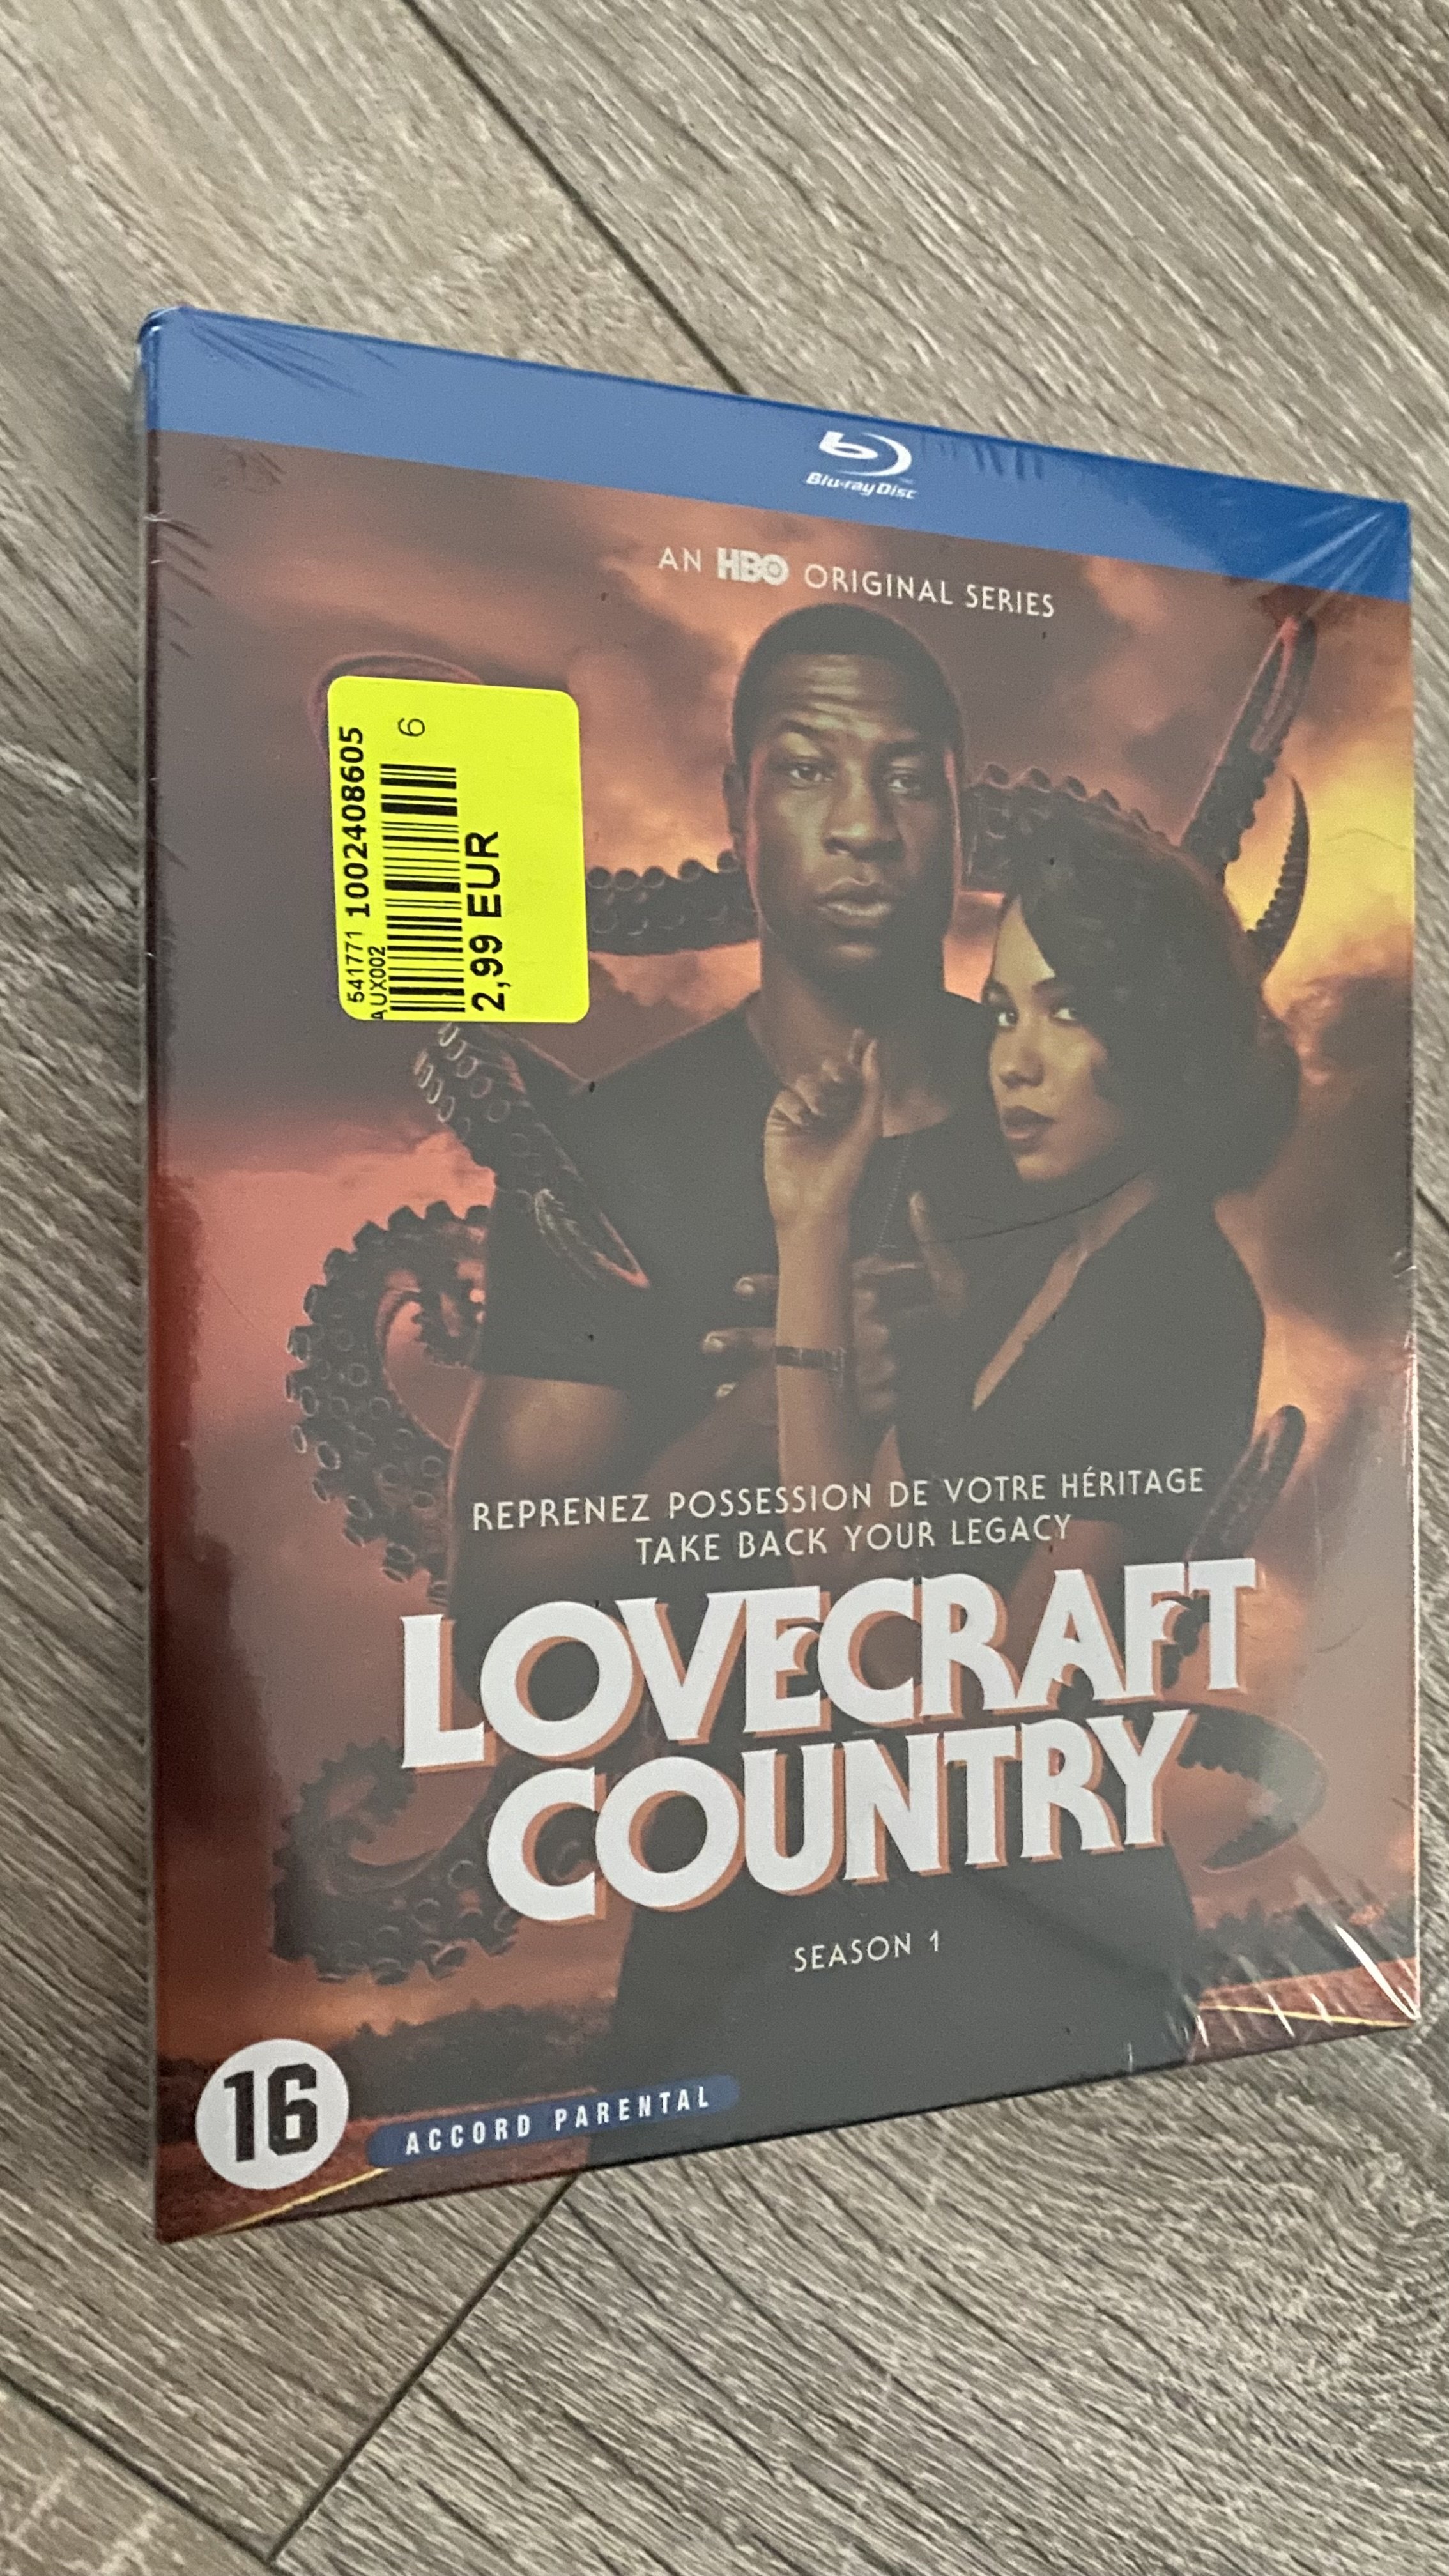 Blu-ray Disc
AN HBO ORIGINAL SERIES
541771 1002408605
AUX002
6
2,99 EUR
REPRENEZ POSSESSION DE VOTRE HÉRITAGE
TAKE BACK YOUR LEGACY
LOVECRAFT
COUNTRY
SEASON 1
16
ACCORD PARENTAL